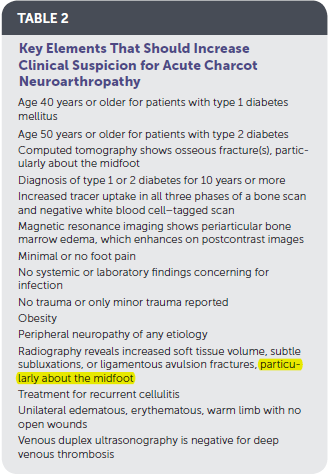 TABLE 2
Key Elements That Should Increase
Clinical Suspicion for Acute Charcot
Neuroarthropathy
Age 40 years or older for patients with type 1 diabetes
mellitus
Age 50 years or older for patients with type 2 diabetes
Computed tomography shows osseous fracture(s), partic-
ularly about the midfoot
Diagnosis of type 1 or 2 diabetes for 10 years or more
Increased tracer uptake in all three phases of a bone scan
and negative white blood cell–tagged scan
Magnetic resonance imaging shows periarticular bone
marrow edema, which enhances on postcontrast images
Minimal or no foot pain
No systemic or laboratory findings concerning for
infection
No trauma or only minor trauma reported
Obesity
Peripheral neuropathy of any etiology
Radiography reveals increased soft tissue volume, subtle
subluxations, or ligamentous avulsion fractures, particu-
larly about the midfoot
Treatment for recurrent cellulitis
Unilateral edematous, erythematous, warm limb with no
open wounds
Venous duplex ultrasonography is negative for deep
venous thrombosis